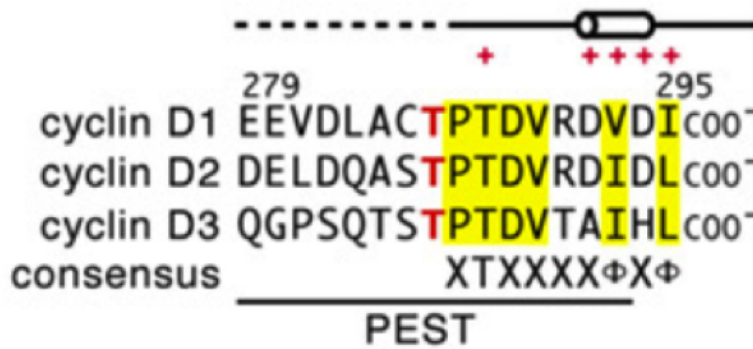 + + + + +
279 295
cyclin D1 EEVDLACTPTDVRDVDICOO⁻
cyclin D2 DELDQASTPTDVRDIDLCOO⁻
cyclin D3 QGPSQTSTPTDVTAIHLCOO⁻
consensus XTXXXXΦXΦ
PEST